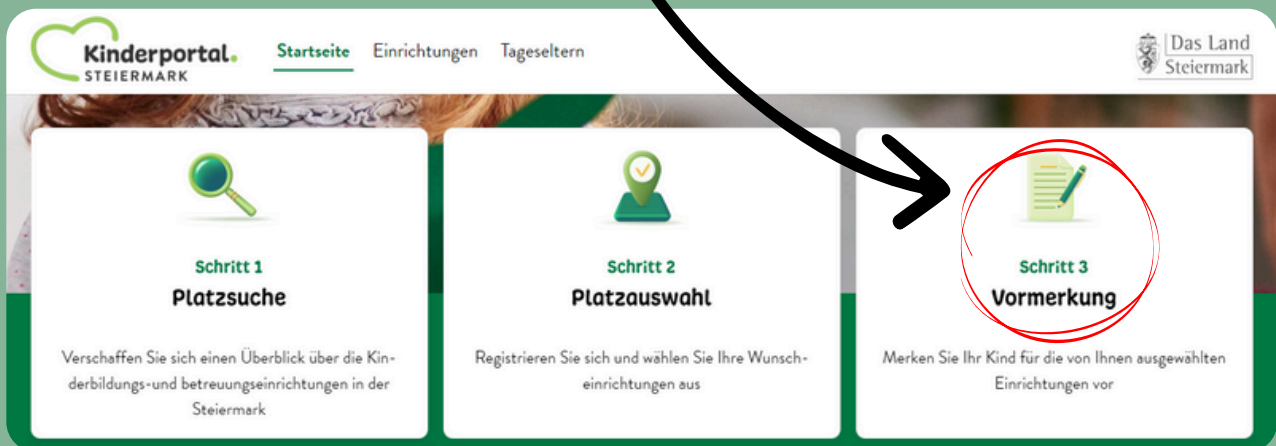 Kinderportal.
STEIERMARK
Startseite
Einrichtungen
Tageseltern
Das Land
Steiermark
Schritt 1
Platzsuche
Verschaffen Sie sich einen Überblick über die Kin-
derbildungs-und betreuungseinrichtungen in der
Steiermark
Schritt 2
Platzauswahl
Registrieren Sie sich und wählen Sie Ihre Wunsch-
einrichtungen aus
Schritt 3
Vormerkung
Merken Sie Ihr Kind für die von Ihnen ausgewählten
Einrichtungen vor